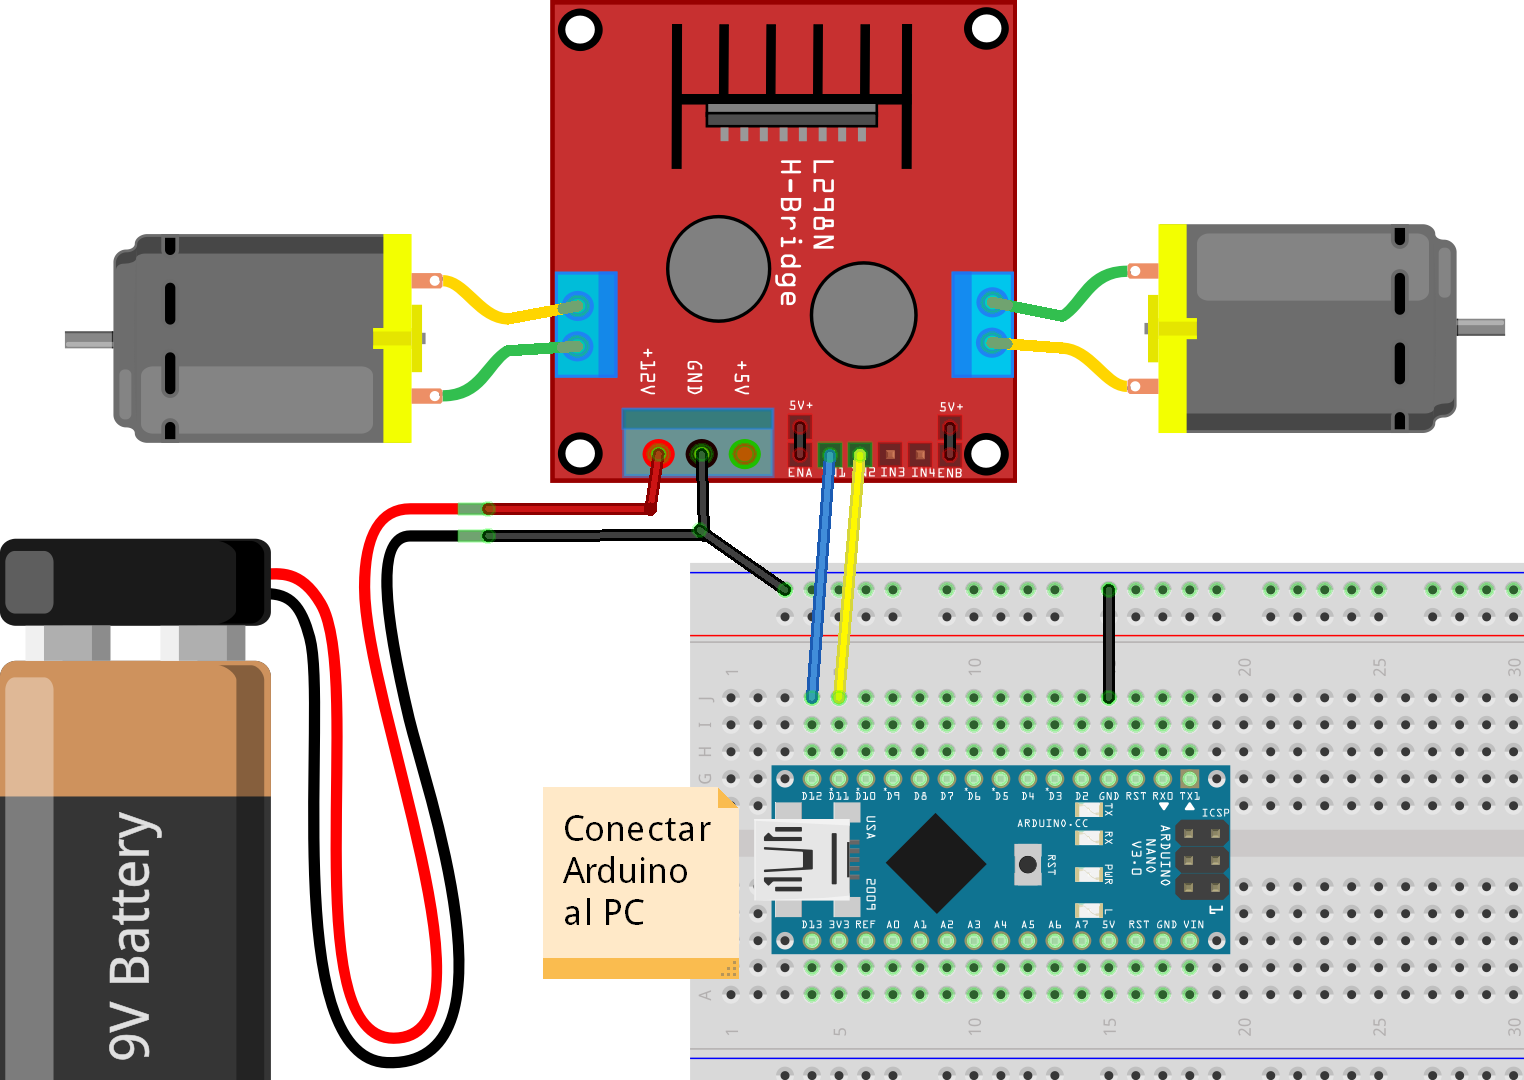 L298N
H-Bridge
+12V
GND
+5V
5V+
5V+
ENA
IN1
IN2
IN3
IN4
ENB
1
10
20
25
30
J
I
H
G
Conectar
Arduino
al PC
D12
D11
D10
D9
D8
D7
D6
D5
D4
D3
D2
GND
RST
RX0
TX1
USA
TX
RX
PWR
L
ARDUINO.CC
RST
ICSP
ARDUINO
NANO
V3.0
1
D13
3V3
REF
A0
A1
A2
A3
A4
A5
A6
A7
5V
RST
GND
VIN
A
1
5
10
15
20
25
30
9V Battery